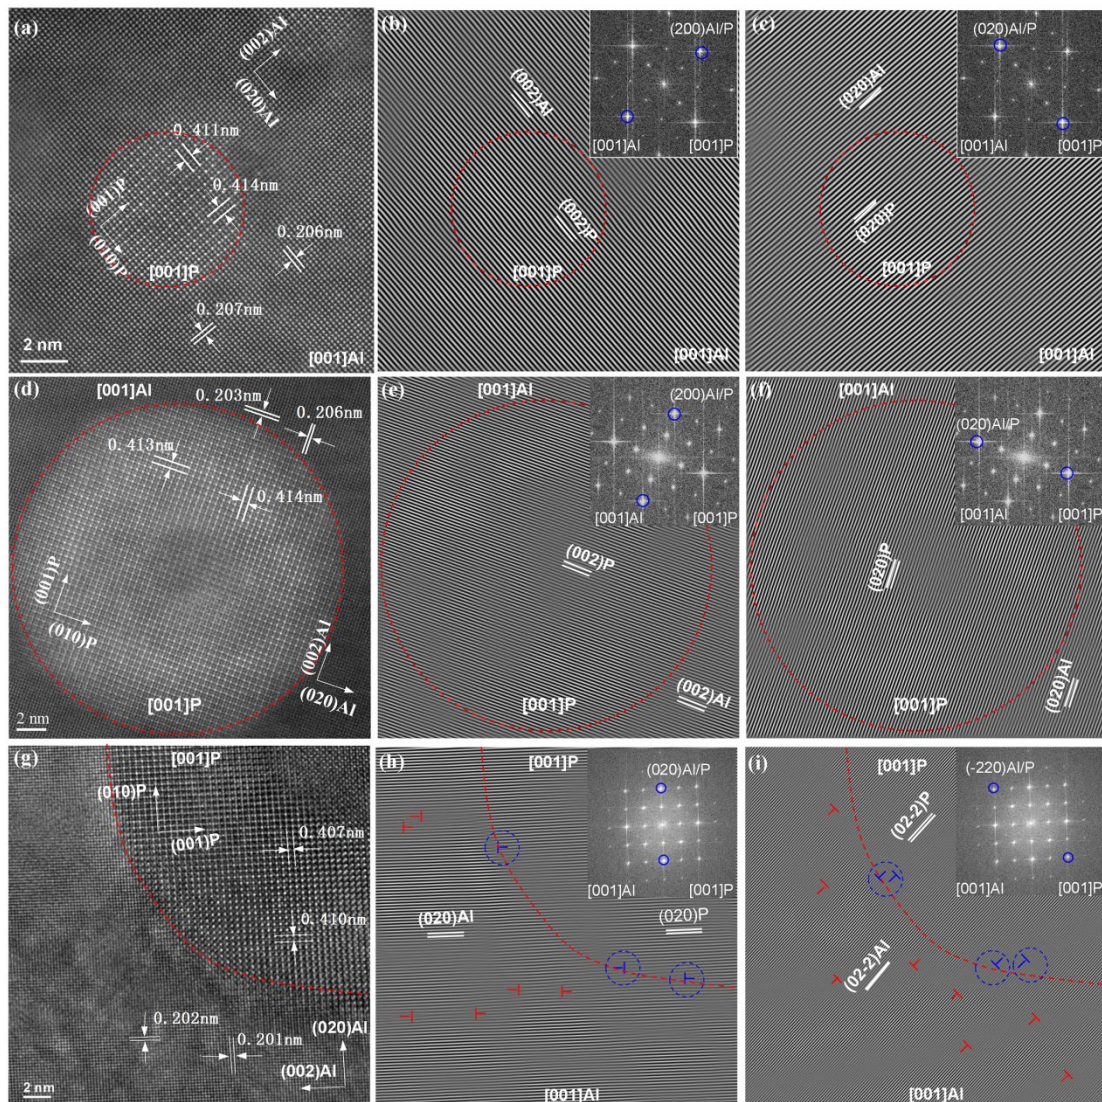 (a)
(002)Al
(020)Al
0.411nm
0.414nm
(001)P
(010)P
0.206nm
[001]P
0.207nm
2 nm
[001]Al
(b)
(200)Al/P
(002)Al
[001]Al
[001]P
(002)P
[001]P
[001]Al
(c)
(020)Al/P
(020)Al
[001]Al
[001]P
(020)P
[001]P
[001]Al
(d)
[001]Al
0.203nm
0.206nm
0.413nm
0.414nm
(001)P
(010)P
(002)Al
(020)Al
[001]P
2 nm
(e)
[001]Al
(200)Al/P
[001]Al
[001]P
(002)P
(002)Al
[001]P
(f)
[001]Al
(020)Al/P
[001]Al
[001]P
(020)P
(020)Al
[001]P
(g)
[001]P
(010)P
(001)P
0.407nm
0.410nm
0.202nm
0.201nm
(020)Al
(002)Al
2 nm
(h)
[001]P
(020)Al/P
[001]Al
[001]P
(020)Al
(020)P
[001]Al
(i)
[001]P
(-220)Al/P
(02-2)P
[001]Al
[001]P
(02-2)Al
[001]Al